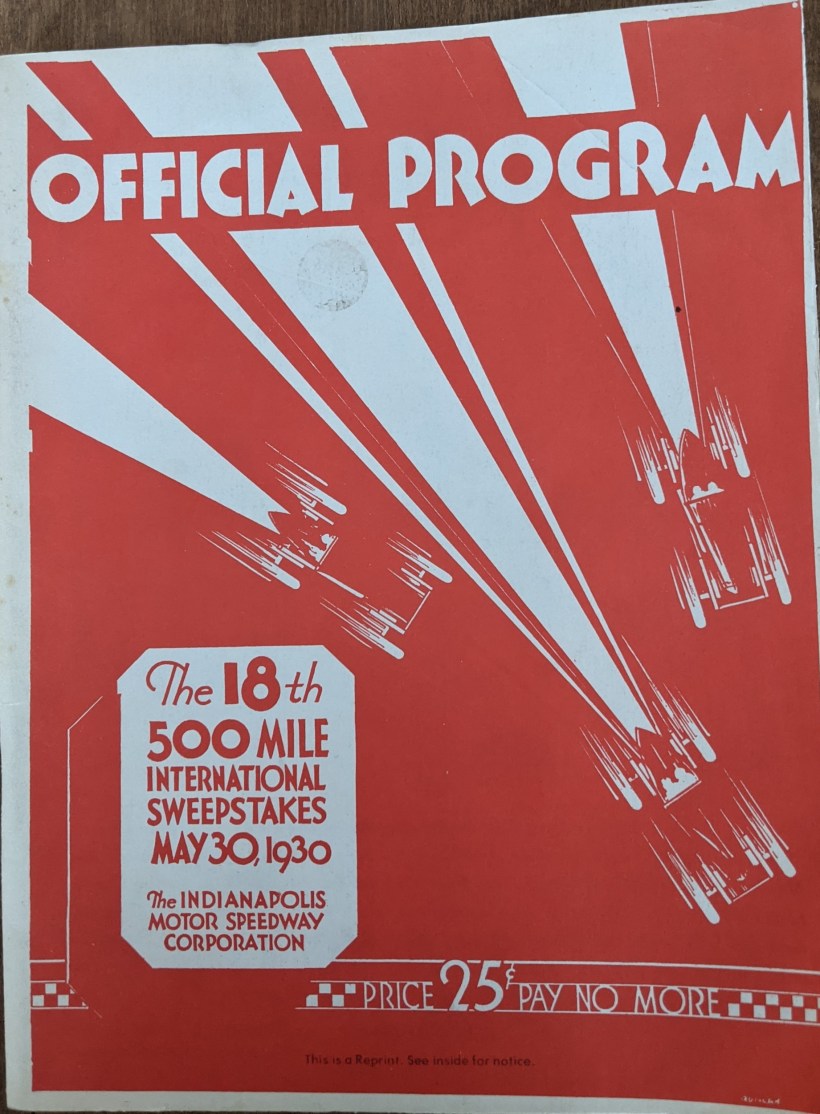 OFFICIAL PROGRAM
The 18th
500 MILE
INTERNATIONAL
SWEEPSTAKES
MAY 30, 1930
The INDIANAPOLIS
MOTOR SPEEDWAY
CORPORATION
PRICE 25¢ PAY NO MORE
This is a Reprint. See inside for notice.